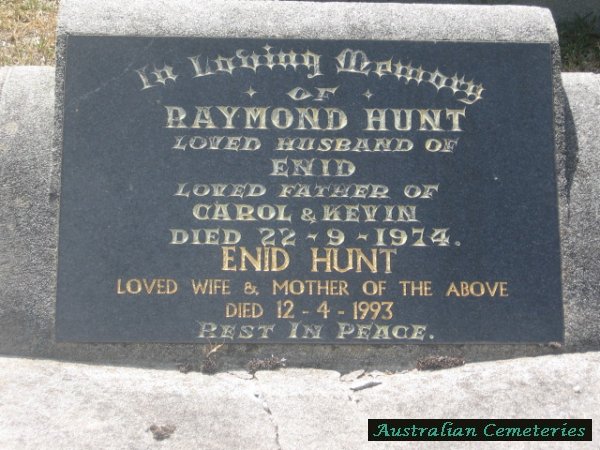 In Loving Memory
OF
RAYMOND HUNT
LOVED HUSBAND OF
ENID
LOVED FATHER OF
CAROL & KEVIN
DIED 22-9-1974.
ENID HUNT
LOVED WIFE & MOTHER OF THE ABOVE
DIED 12-4-1993
REST IN PEACE.
Australian Cemeteries